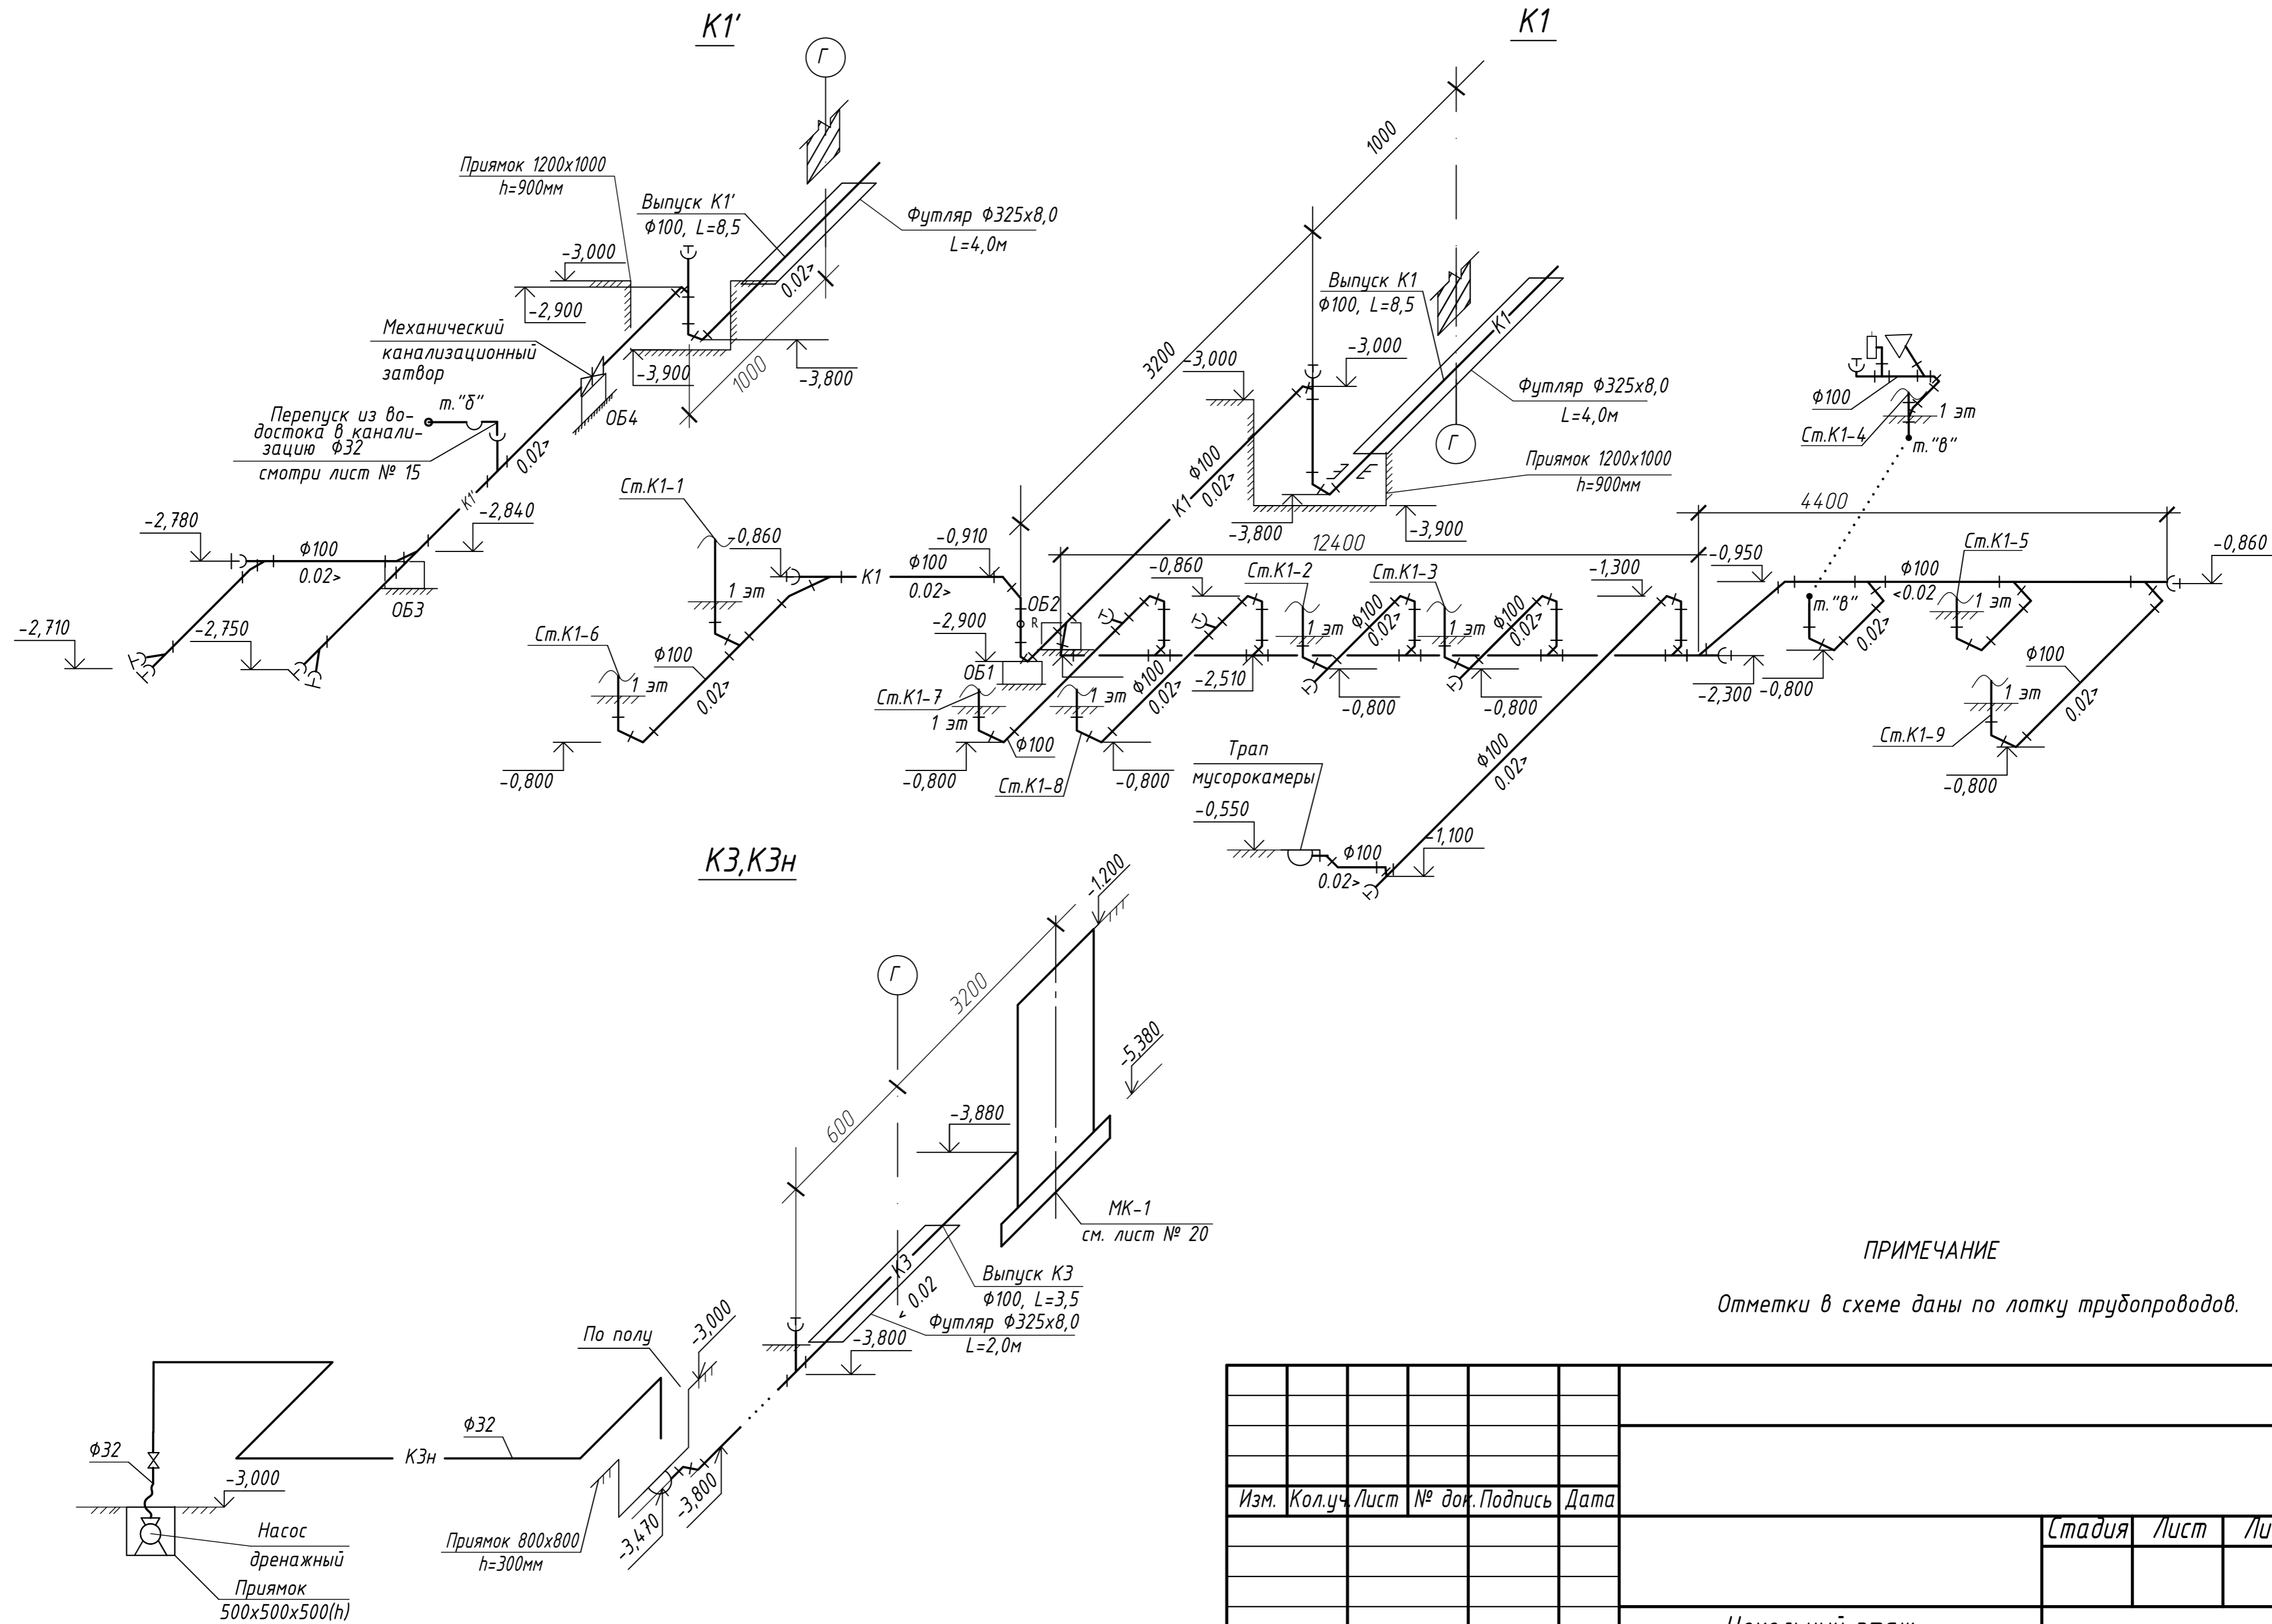 К1'
Г
Приямок 1200х1000
h=900мм
Выпуск К1'
Ф100, L=8,5
Футляр Ф325х8,0
L=4,0м
-3,000
-2,900
0.02>
Механический
канализационный
затвор
-3,900
1000
-3,800
ОБ4
т."б"
Перепуск из во-
достока в канали-
зацию Ф32
смотри лист № 15
0.02>
К1'
-2,840
-2,780
Ф100
0.02>
ОБ3
-2,710
-2,750
К1
1000
3200
Г
Выпуск К1
Ф100, L=8,5
К1
-3,000
-3,000
Футляр Ф325х8,0
L=4,0м
Приямок 1200х1000
h=900мм
-3,800
-3,900
Ф100
0.02>
К1
12400
4400
Ф100
1 эт
Ст.К1-4
т."в"
Ст.К1-1
-0,860
1 эт
К1
Ф100
0.02>
-0,910
Ст.К1-6
1 эт
Ф100
0.02>
-0,800
ОБ2
R
-2,900
ОБ1
-0,860
Ст.К1-2
1 эт
Ф100
0.02>
Ст.К1-3
1 эт
Ф100
0.02>
-1,300
-0,950
Ф100
<0.02
Ст.К1-5
1 эт
-0,860
т."в"
0.02>
-0,800
-2,300
Ст.К1-7
1 эт
Ф100
-0,800
1 эт
Ст.К1-8
-0,800
Ф100
0.02>
-2,510
-0,800
-0,800
Ф100
0.02>
1 эт
Ст.К1-9
Ф100
0.02>
-0,800
Трап
мусорокамеры
-0,550
Ф100
0.02>
-1,100
К3,К3н
Г
-1.200
3200
600
-5,380
-3,880
МК-1
см. лист № 20
К3
< 0.02
Выпуск К3
Ф100, L=3,5
Футляр Ф325х8,0
L=2,0м
-3,800
По полу
-3,000
Ф32
К3н
Ф32
-3,000
Насос
дренажный
Приямок
500х500х500(h)
Приямок 800х800
h=300мм
-3,470
-3,800
ПРИМЕЧАНИЕ
Отметки в схеме даны по лотку трубопроводов.
Изм. Кол.уч. Лист № док. Подпись Дата
Стадия Лист